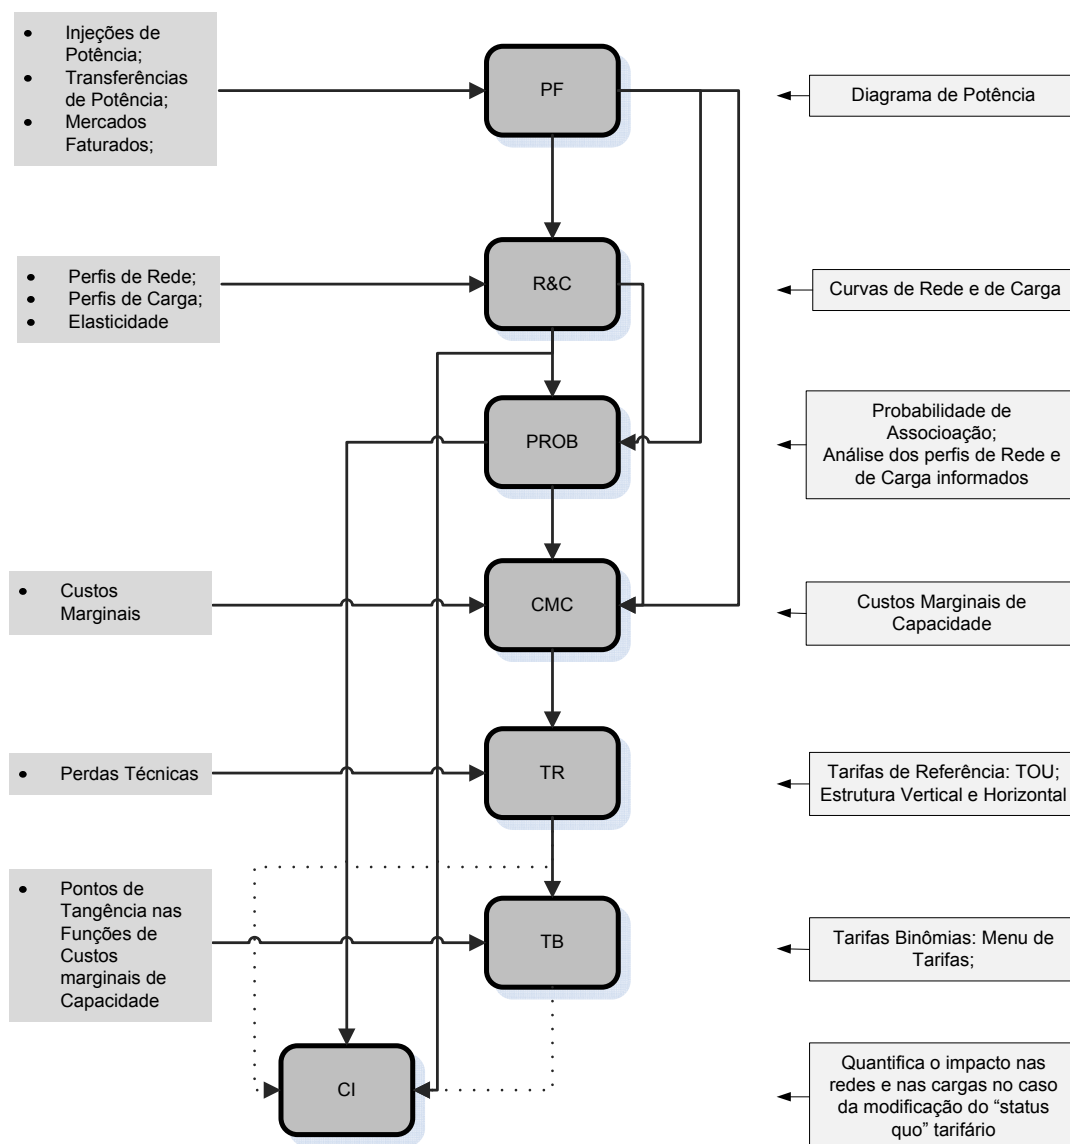 • Injeções de
Potência;
• Transferências
de Potência;
• Mercados
Faturados;
PF
Diagrama de Potência
• Perfis de Rede;
• Perfis de Carga;
• Elasticidade
R&C
Curvas de Rede e de Carga
PROB
Probabilidade de
Associoação;
Análise dos perfis de Rede e
de Carga informados
• Custos
Marginais
CMC
Custos Marginais de
Capacidade
• Perdas Técnicas
TR
Tarifas de Referência: TOU;
Estrutura Vertical e Horizontal
• Pontos de
Tangência nas
Funções de
Custos
marginais de
Capacidade
TB
Tarifas Binômias: Menu de
Tarifas;
CI
Quantifica o impacto nas
redes e nas cargas no caso
da modificação do “status
quo” tarifário